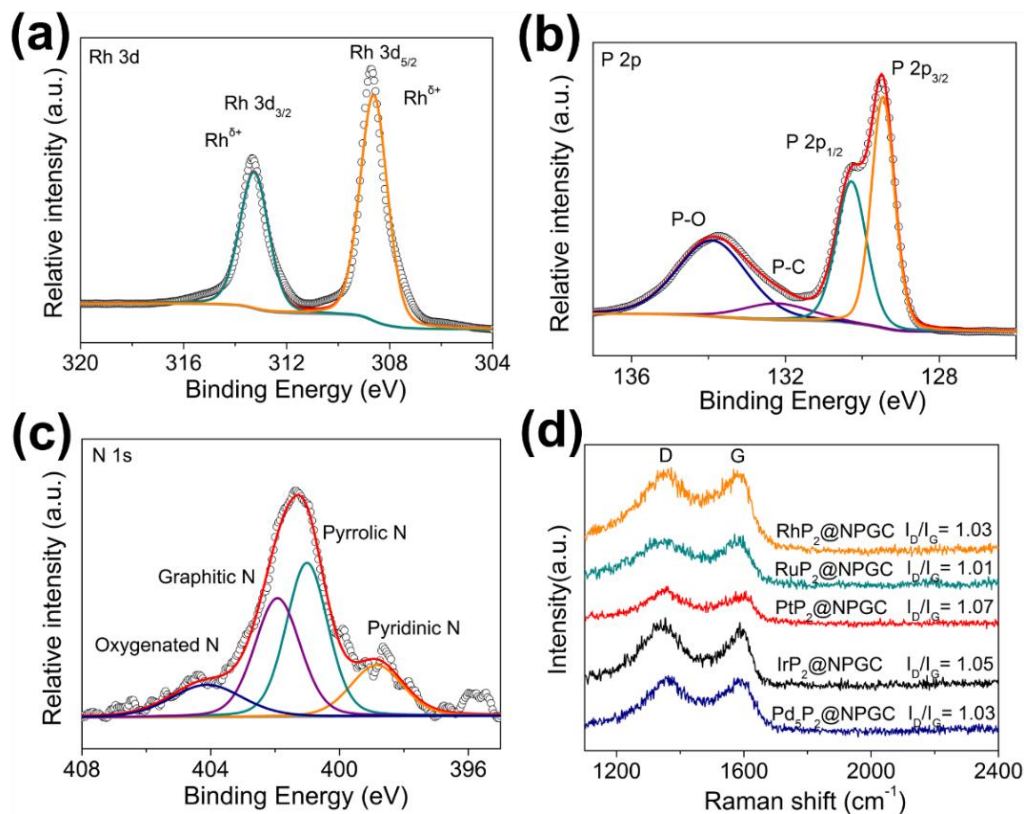 (a)
Rh 3d
Rh 3d5/2
Rh 3d3/2
Rhδ+
Rhδ+
Relative intensity (a.u.)
320 316 312 308 304
Binding Energy (eV)
(b)
P 2p3/2
P 2p1/2
P-O
P-C
Relative intensity (a.u.)
136 132 128
Binding Energy (eV)
(c)
N 1s
Pyrrolic N
Graphitic N
Pyridinic N
Oxygenated N
Relative intensity (a.u.)
408 404 400 396
Binding Energy (eV)
(d)
D G
RhP2@NPGC ID/IG= 1.03
RuP2@NPGC ID/IG= 1.01
PtP2@NPGC ID/IG= 1.07
IrP2@NPGC ID/IG= 1.05
Pd5P2@NPGC ID/IG= 1.03
Intensity(a.u.)
1200 1600 2000 2400
Raman shift (cm-1)